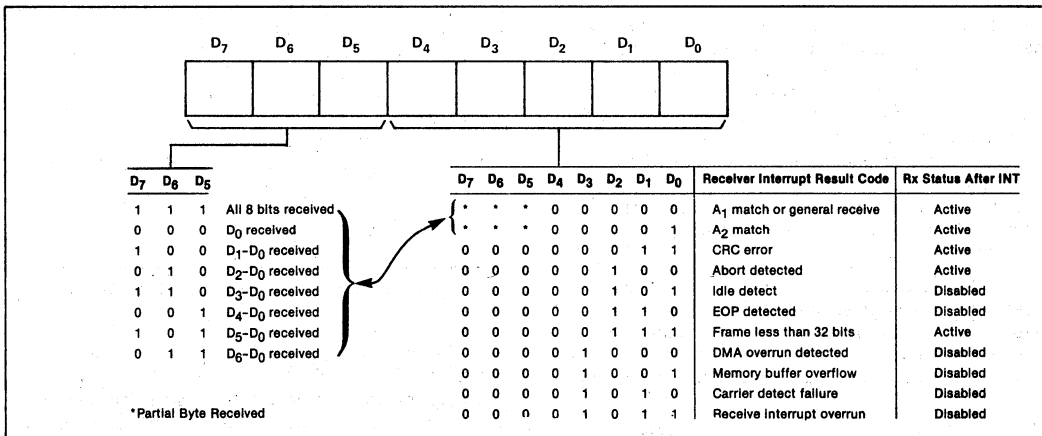 D7 D6 D5 D4 D3 D2 D1 D0
D7 D6 D5
1 1 1 All 8 bits received
0 0 0 D0 received
1 0 0 D1-D0 received
0 1 0 D2-D0 received
1 1 0 D3-D0 received
0 0 1 D4-D0 received
1 0 1 D5-D0 received
0 1 1 D6-D0 received
*Partial Byte Received
D7 D6 D5 D4 D3 D2 D1 D0 Receiver Interrupt Result Code Rx Status After INT
* * * 0 0 0 0 0 A1 match or general receive Active
* * * 0 0 0 0 1 A2 match Active
0 0 0 0 0 0 1 1 CRC error Active
0 0 0 0 0 1 0 0 Abort detected Active
0 0 0 0 0 1 0 1 Idle detect Disabled
0 0 0 0 0 1 1 0 EOP detected Disabled
0 0 0 0 0 1 1 1 Frame less than 32 bits Active
0 0 0 0 1 0 0 0 DMA overrun detected Disabled
0 0 0 0 1 0 0 1 Memory buffer overflow Disabled
0 0 0 0 1 0 1 0 Carrier detect failure Disabled
0 0 0 0 1 0 1 1 Receive interrupt overrun Disabled